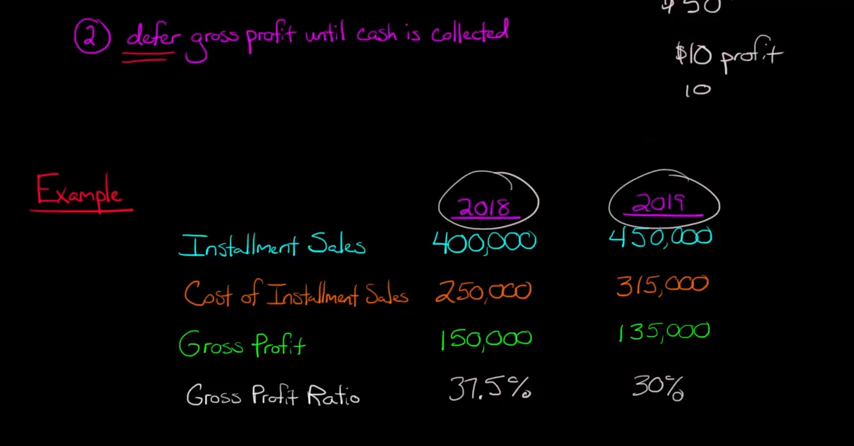 $50
② defer gross profit until cash is collected
$10 profit
10
Example
2018 2019
Installment Sales 400,000 450,000
Cost of Installment Sales 250,000 315,000
Gross Profit 150,000 135,000
Gross Profit Ratio 37.5% 30%